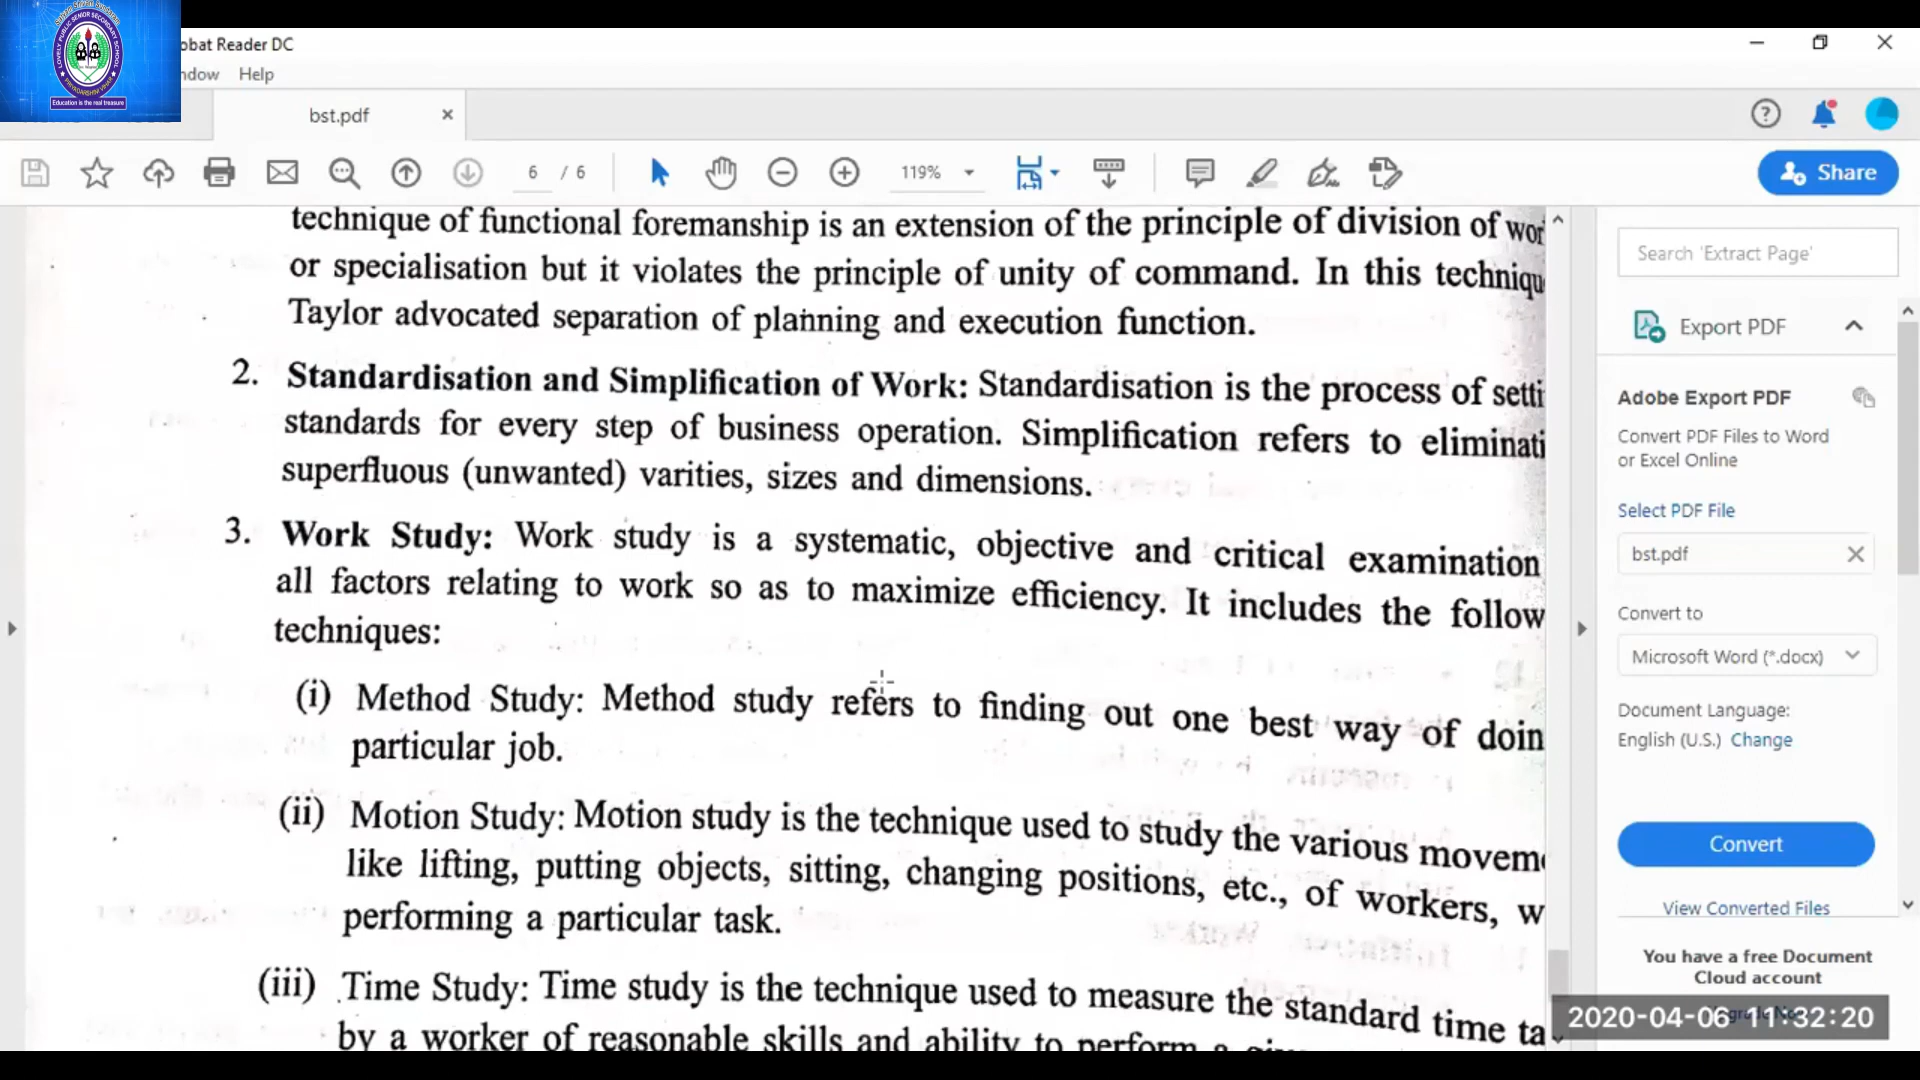 Satyam Shivam Sundaram
LOVELY PUBLIC SENIOR SECONDARY SCHOOL
PRIYADARSHINI VIHAR
Education is the real treasure
obat Reader DC
ndow Help
bst.pdf
6 / 6
119%
Share
technique of functional foremanship is an extension of the principle of division of wor
or specialisation but it violates the principle of unity of command. In this techniqu
Taylor advocated separation of planning and execution function.
2. Standardisation and Simplification of Work: Standardisation is the process of setti
standards for every step of business operation. Simplification refers to eliminati
superfluous (unwanted) varities, sizes and dimensions.
3. Work Study: Work study is a systematic, objective and critical examination
all factors relating to work so as to maximize efficiency. It includes the follow
techniques:
(i) Method Study: Method study refers to finding out one best way of doin
particular job.
(ii) Motion Study: Motion study is the technique used to study the various movem
like lifting, putting objects, sitting, changing positions, etc., of workers, w
performing a particular task.
(iii) Time Study: Time study is the technique used to measure the standard time ta
by a worker of reasonable skills and ability to perform a
Search 'Extract Page'
Export PDF
Adobe Export PDF
Convert PDF Files to Word
or Excel Online
Select PDF File
bst.pdf
Convert to
Microsoft Word (*.docx)
Document Language:
English (U.S.) Change
Convert
View Converted Files
You have a free Document
Cloud account
2020-04-06 11:32:20